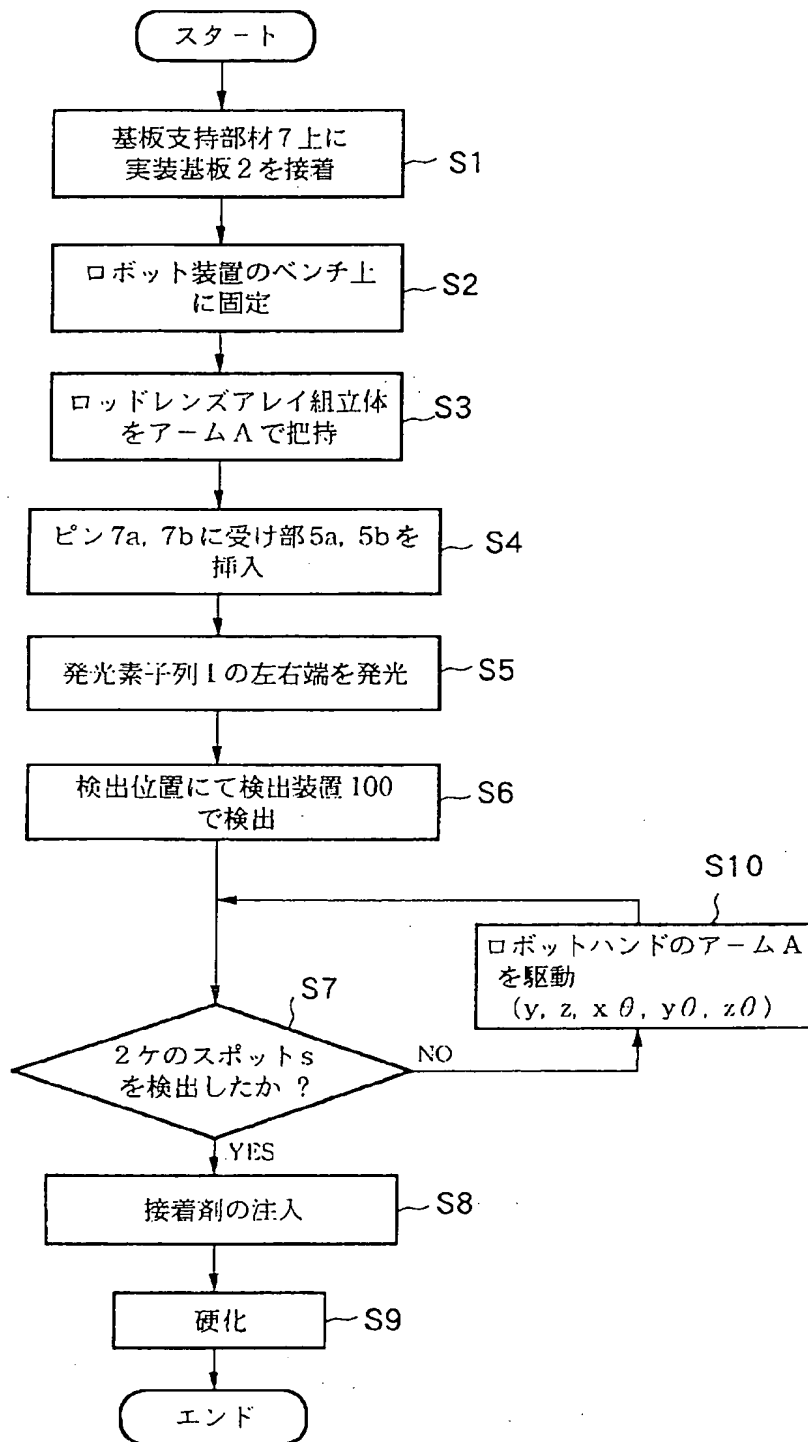 スタート
基板支持部材7上に
実装基板2を接着
S1
ロボット装置のベンチ上
に固定
S2
ロッドレンズアレイ組立体
をアームAで把持
S3
ピン7a, 7bに受け部5a, 5bを
挿入
S4
発光素子列1の左右端を発光
S5
検出位置にて検出装置100
で検出
S6
S10
ロボットハンドのアームA
を駆動
(y, z, xθ, yθ, zθ)
S7
2ケのスポットs
を検出したか ?
NO
YES
接着剤の注入
S8
硬化
S9
エンド